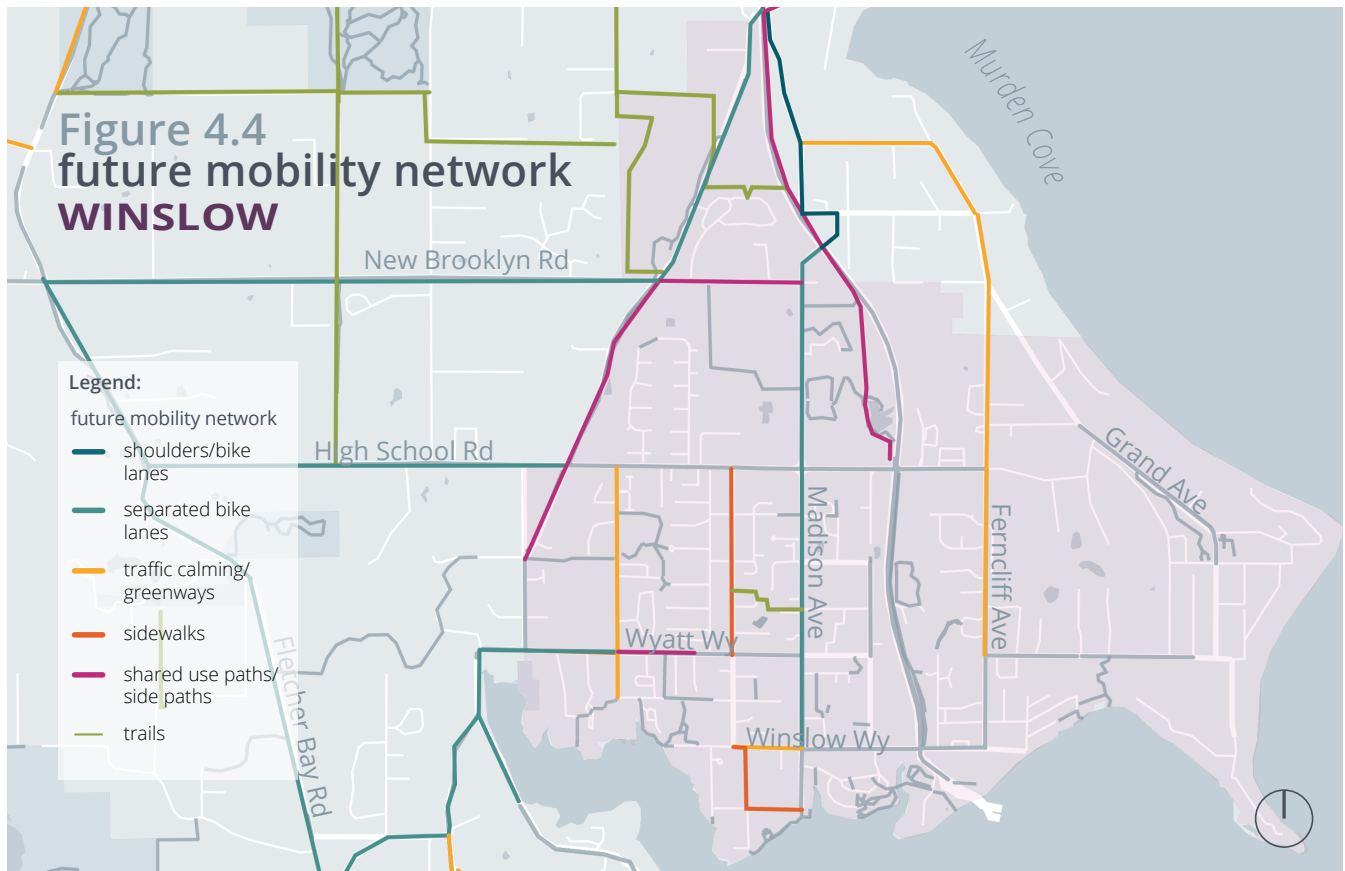 Figure 4.4
future mobility network
WINSLOW
Murden Cove
New Brooklyn Rd
Legend:
future mobility network
shoulders/bike
lanes
separated bike
lanes
traffic calming/
greenways
sidewalks
shared use paths/
side paths
trails
High School Rd
Grand Ave
Madison Ave
Ferncliff Ave
Wyatt Wy
Fletcher Bay Rd
Winslow Wy